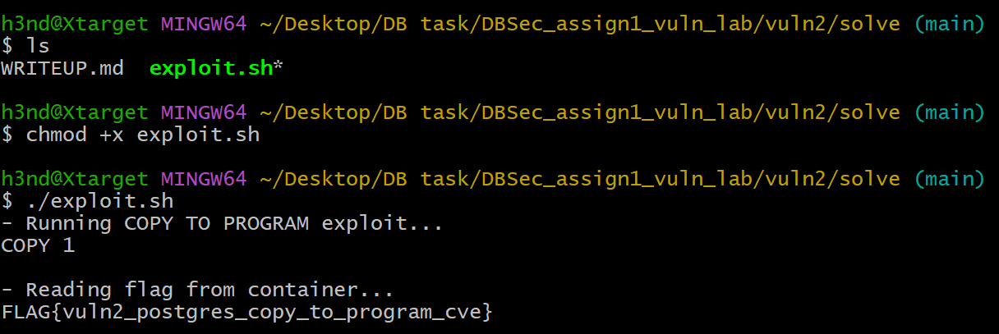 h3nd@Xtarget MINGW64 ~/Desktop/DB task/DBSec_assign1_vuln_lab/vuln2/solve (main)
$ ls
WRITEUP.md  exploit.sh*
h3nd@Xtarget MINGW64 ~/Desktop/DB task/DBSec_assign1_vuln_lab/vuln2/solve (main)
$ chmod +x exploit.sh
h3nd@Xtarget MINGW64 ~/Desktop/DB task/DBSec_assign1_vuln_lab/vuln2/solve (main)
$ ./exploit.sh
- Running COPY TO PROGRAM exploit...
COPY 1
- Reading flag from container...
FLAG{vuln2_postgres_copy_to_program_cve}